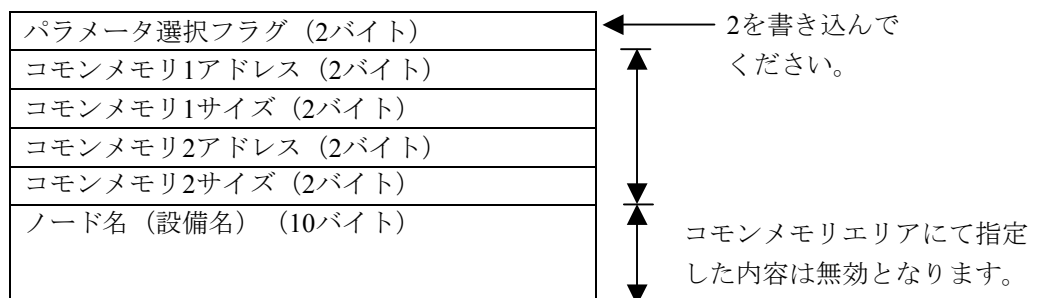 パラメータ選択フラグ（2バイト）
2を書き込んで
ください。
コモンメモリ1アドレス（2バイト）
コモンメモリ1サイズ（2バイト）
コモンメモリ2アドレス（2バイト）
コモンメモリ2サイズ（2バイト）
ノード名（設備名）（10バイト）
コモンメモリエリアにて指定
した内容は無効となります。